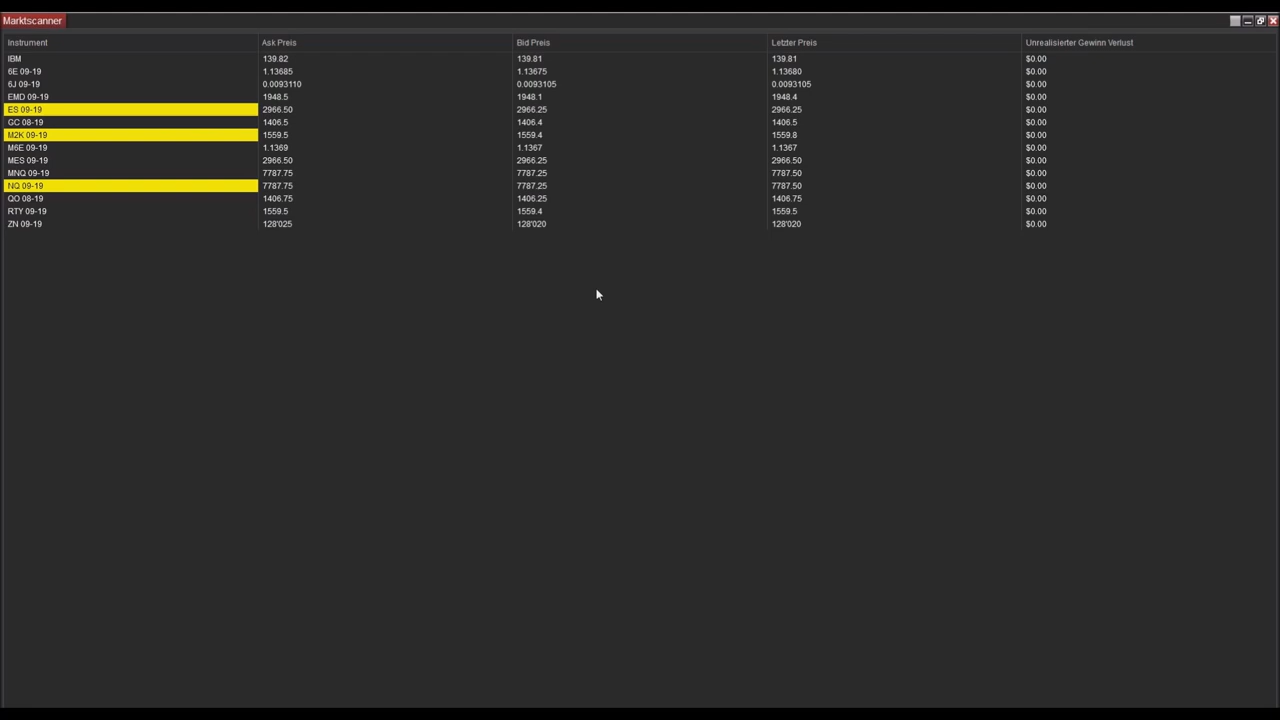 Marktscanner
Instrument Ask Preis Bid Preis Letzter Preis Unrealisierter Gewinn Verlust
IBM 139.82 139.81 139.81 $0.00
6E 09-19 1.13685 1.13675 1.13680 $0.00
6J 09-19 0.0093110 0.0093105 0.0093105 $0.00
EMD 09-19 1948.5 1948.1 1948.4 $0.00
ES 09-19 2966.50 2966.25 2966.25 $0.00
GC 08-19 1406.5 1406.4 1406.5 $0.00
M2K 09-19 1559.5 1559.4 1559.8 $0.00
M6E 09-19 1.1369 1.1367 1.1367 $0.00
MES 09-19 2966.50 2966.25 2966.50 $0.00
MNQ 09-19 7787.75 7787.25 7787.50 $0.00
NQ 09-19 7787.75 7787.25 7787.50 $0.00
QO 08-19 1406.75 1406.25 1406.75 $0.00
RTY 09-19 1559.5 1559.4 1559.5 $0.00
ZN 09-19 128'025 128'020 128'020 $0.00